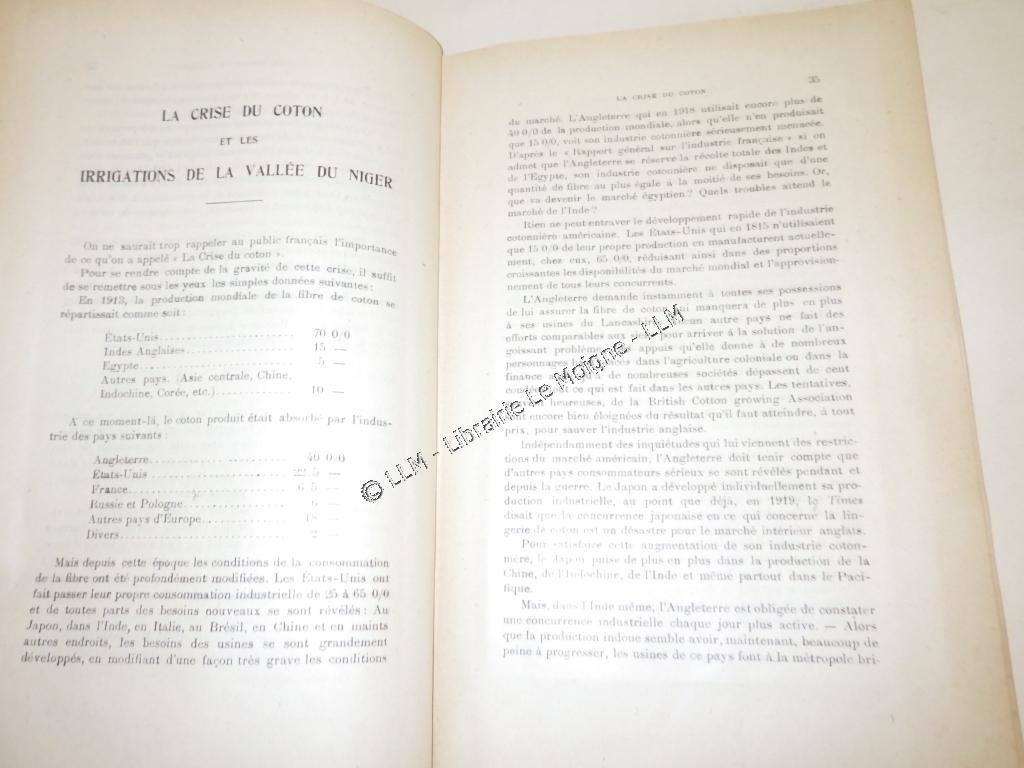 LA CRISE DU COTON
ET LES
IRRIGATIONS DE LA VALLÉE DU NIGER
On ne saurait trop rappeler au public français l'importance
de ce qu'on a appelé « La Crise du coton ».
Pour se rendre compte de la gravité de cette crise, il suffit
de se remettre sous les yeux les simples données suivantes :
En 1913, la production mondiale de la fibre de coton se
répartissait comme suit :
États-Unis 70 0/0
Indes Anglaises 15 —
Egypte 5 —
Autres pays (Asie centrale, Chine,
Indochine, Corée, etc.) 10 —
A ce moment-là, le coton produit était absorbé par l'indus-
trie des pays suivants :
Angleterre 40 0/0
États-Unis 22,5 —
France 6,5 —
Russie et Pologne 6 —
Autres pays d'Europe 18 —
Divers 2 —
Mais depuis cette époque les conditions de la consommation
de la fibre ont été profondément modifiées. Les États-Unis ont
fait passer leur propre consommation industrielle de 25 à 65 0/0
et de toutes parts des besoins nouveaux se sont révélés : Au
Japon, dans l'Inde, en Italie, au Brésil, en Chine et en maints
autres endroits, les besoins des usines se sont grandement
développés, en modifiant d'une façon très grave les conditions
LA CRISE DU COTON 35
du marché. L'Angleterre qui en 1918 utilisait encore plus de
40 0/0 de la production mondiale, alors qu'elle n'en produisait
que 15 0/0, voit son industrie cotonnière sérieusement menacée.
D'après le « Rapport général sur l'industrie française » si on
admet que l'Angleterre se réserve la récolte totale des Indes et
de l'Egypte, son industrie cotonnière ne disposait que d'une
quantité de fibre au plus égale à la moitié de ses besoins. Or,
que va devenir le marché égyptien ? Quels troubles attend le
marché de l'Inde ?
Rien ne peut entraver le développement rapide de l'industrie
cotonnière américaine. Les États-Unis qui en 1815 n'utilisaient
que 15 0/0 de leur propre production en manufacturent actuelle-
ment, chez eux, 65 0/0, réduisant ainsi dans des proportions
croissantes les disponibilités du marché mondial et l'approvision-
nement de tous leurs concurrents.
L'Angleterre demande instamment à toutes ses possessions
de lui assurer la fibre de coton qui manquera de plus en plus
à ses usines du Lancashire. Aucun autre pays ne fait des
efforts comparables aux siens pour arriver à la solution de l'an-
goissant problème. Les appuis qu'elle donne à de nombreux
personnages dans l'agriculture coloniale ou dans la
finance de nombreuses sociétés dépassent de cent
ce qui est fait dans les autres pays. Les tentatives,
heureuses, de la British Cotton growing Association
sont encore bien éloignées du résultat qu'il faut atteindre, à tout
prix, pour sauver l'industrie anglaise.
Indépendamment des inquiétudes qui lui viennent des restric-
tions du marché américain, l'Angleterre doit tenir compte que
d'autres pays consommateurs sérieux se sont révélés pendant et
depuis la guerre. Le Japon a développé individuellement sa pro-
duction industrielle, au point que déjà, en 1919, le Times
disait que la concurrence japonaise en ce qui concerne la lin-
gerie de coton est un désastre pour le marché intérieur anglais.
Pour satisfaire cette augmentation de son industrie coton-
nière, le Japon puise de plus en plus dans la production de la
Chine, de l'Indochine, de l'Inde et même partout dans le Paci-
fique.
Mais, dans l'Inde même, l'Angleterre est obligée de constater
une concurrence industrielle chaque jour plus active. — Alors
que la production indoue semble avoir, maintenant, beaucoup de
peine à progresser, les usines de ce pays font à la métropole bri-
© LLM - Librairie Le Moigne - LLM